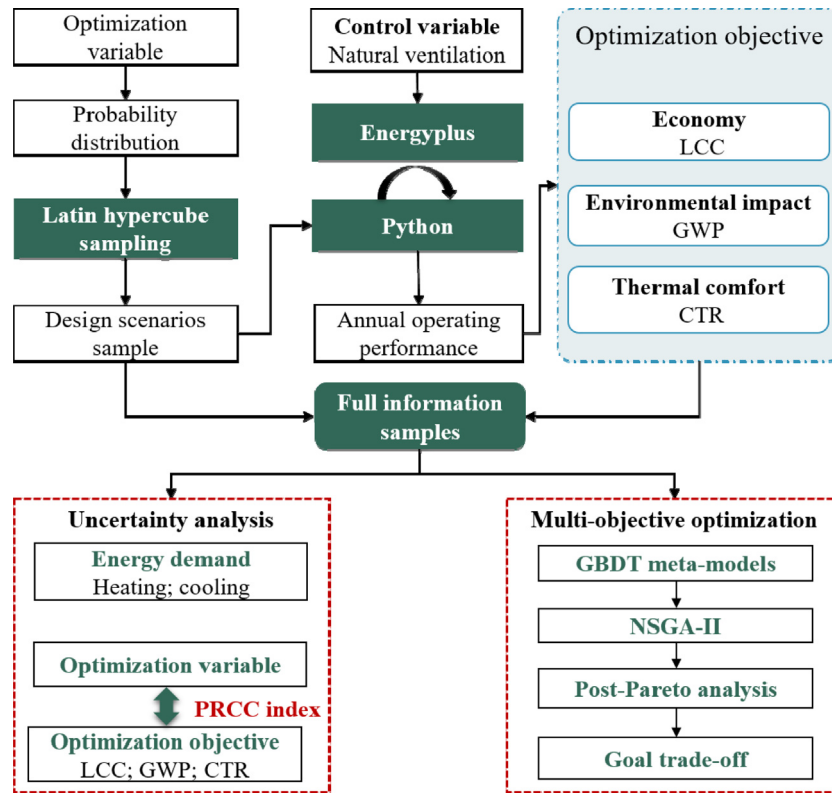 Optimization
variable
Probability
distribution
Latin hypercube
sampling
Design scenarios
sample
Control variable
Natural ventilation
Energyplus
Python
Annual operating
performance
Optimization objective
Economy
LCC
Environmental impact
GWP
Thermal comfort
CTR
Full information
samples
Uncertainty analysis
Energy demand
Heating; cooling
Optimization variable
PRCC index
Optimization objective
LCC; GWP; CTR
Multi-objective optimization
GBDT meta-models
NSGA-II
Post-Pareto analysis
Goal trade-off